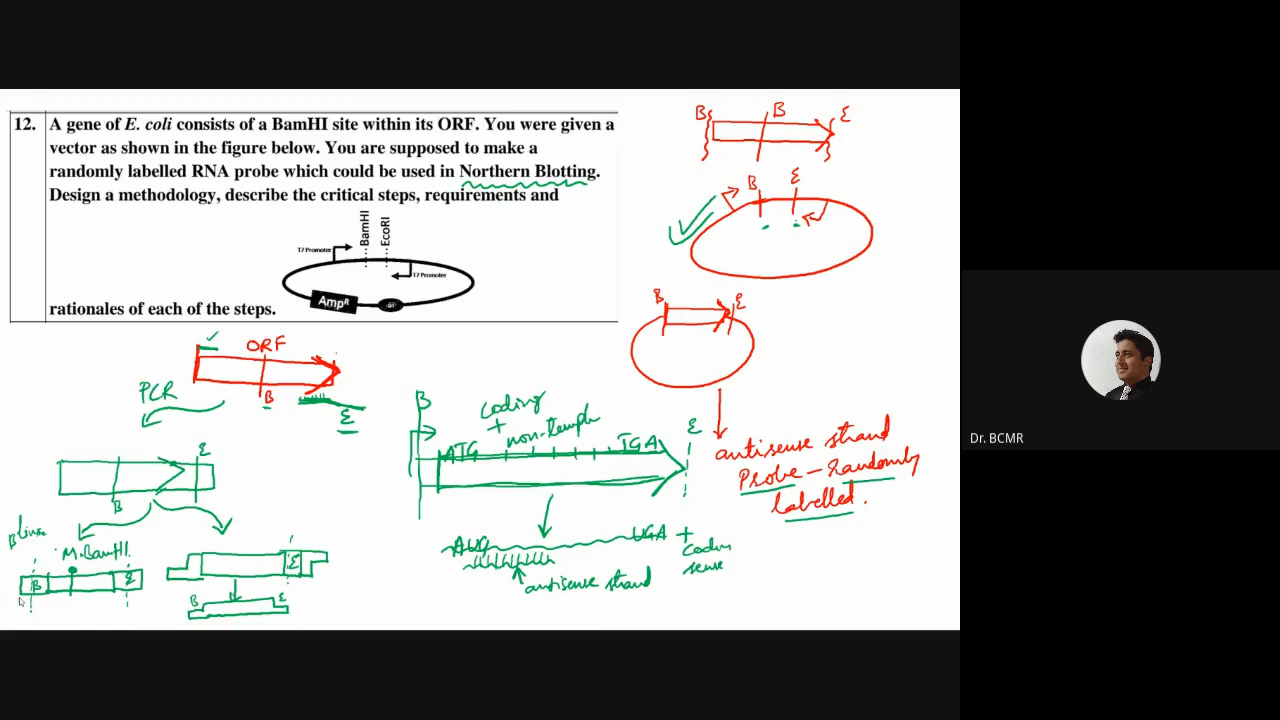 12. A gene of E. coli consists of a BamHI site within its ORF. You were given a
vector as shown in the figure below. You are supposed to make a
randomly labelled RNA probe which could be used in Northern Blotting.
Design a methodology, describe the critical steps, requirements and
rationales of each of the steps.
T7 Promoter
BamHI
EcoRI
T7 Promoter
AmpR
B
B
E
B
E
B
E
ORF
B
E
PCR
E
B
B
M.BamHI
B
E
E
B
E
B
coding
+
non-temp
ATG
TGA
E
AUG
UGA +
sense
antisense strand
antisense strand
Probe - Randomly
labelled.
Dr. BCMR